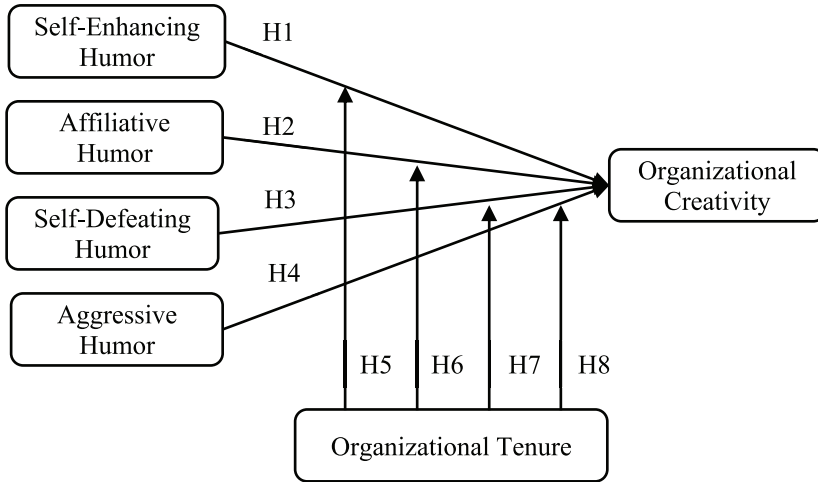 Self-Enhancing
Humor
H1
Affiliative
Humor
H2
Self-Defeating
Humor
H3
Aggressive
Humor
H4
Organizational
Creativity
H5
H6
H7
H8
Organizational Tenure